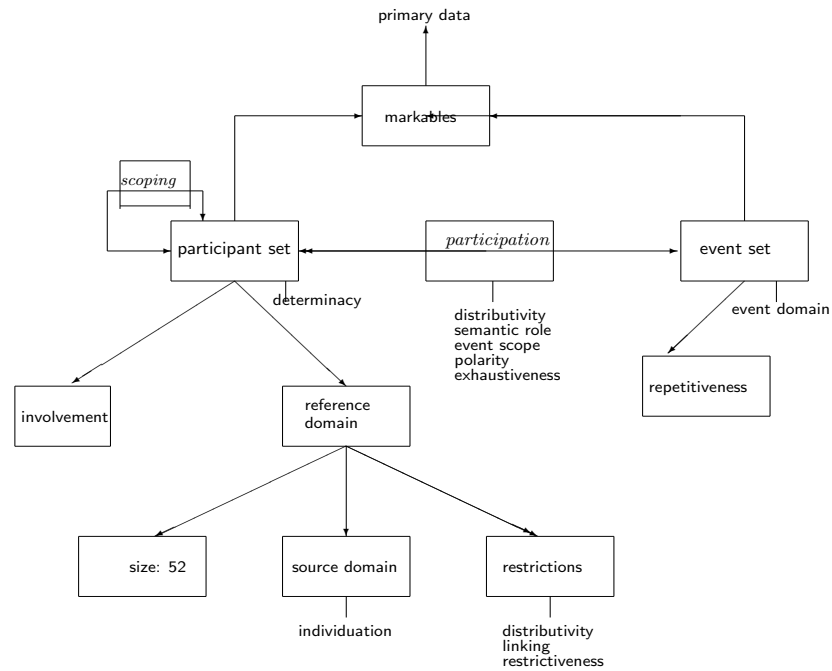 primary data
markables
scoping
participant set
participation
event set
determinacy
event domain
distributivity
semantic role
event scope
polarity
exhaustiveness
involvement
reference
domain
repetitiveness
size: 52
source domain
restrictions
individuation
distributivity
linking
restrictiveness